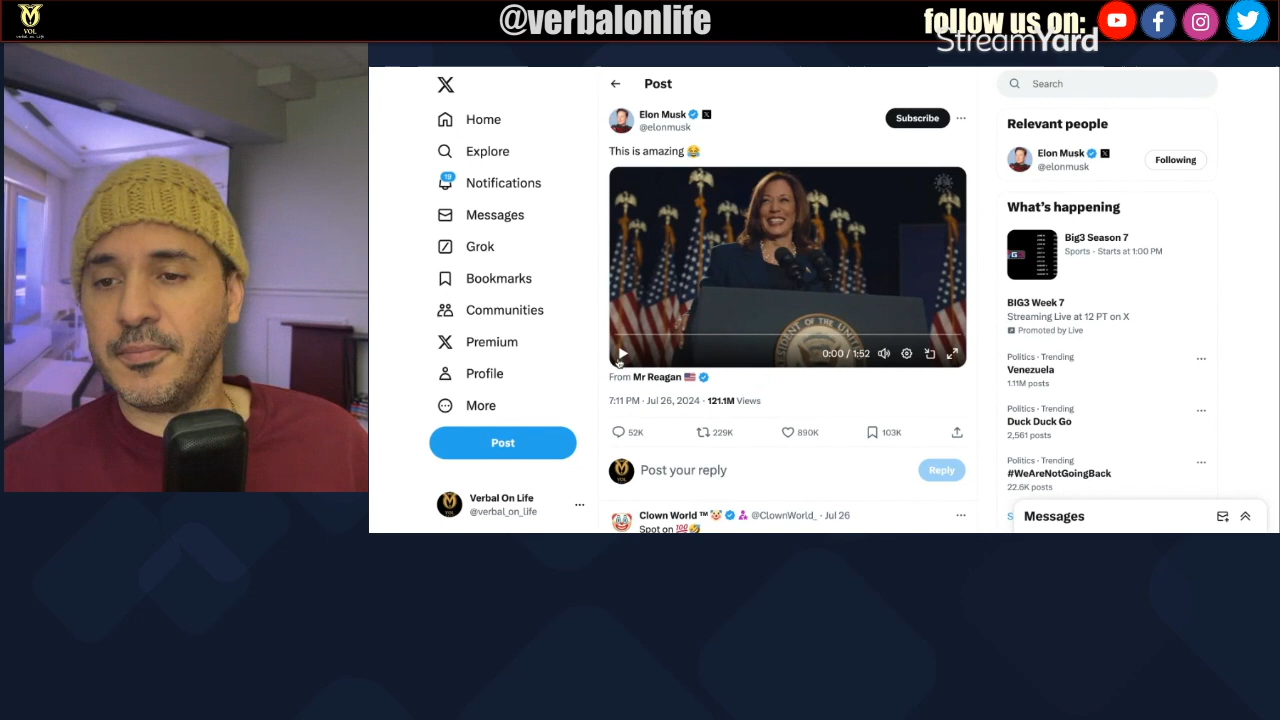 @verbalonlife
follow us on:
StreamYard
VOL
verbal on Life
Home
Explore
19
Notifications
Messages
Grok
Bookmarks
Communities
Premium
Profile
More
Post
Verbal On Life
@verbal_on_life
Post
Elon Musk
@elonmusk
Subscribe
This is amazing 😂
0:00 / 1:52
From Mr Reagan 🇺🇸
7:11 PM · Jul 26, 2024 · 121.1M Views
52K
229K
890K
103K
Post your reply
Reply
Clown World ™ 🤡 @ClownWorld_ · Jul 26
Spot on 💯🤣
Search
Relevant people
Elon Musk
@elonmusk
Following
What's happening
Big3 Season 7
Sports · Starts at 1:00 PM
BIG3 Week 7
Streaming Live at 12 PT on X
Promoted by Live
Politics · Trending
Venezuela
1.11M posts
Politics · Trending
Duck Duck Go
2,561 posts
Politics · Trending
#WeAreNotGoingBack
22.6K posts
Messages